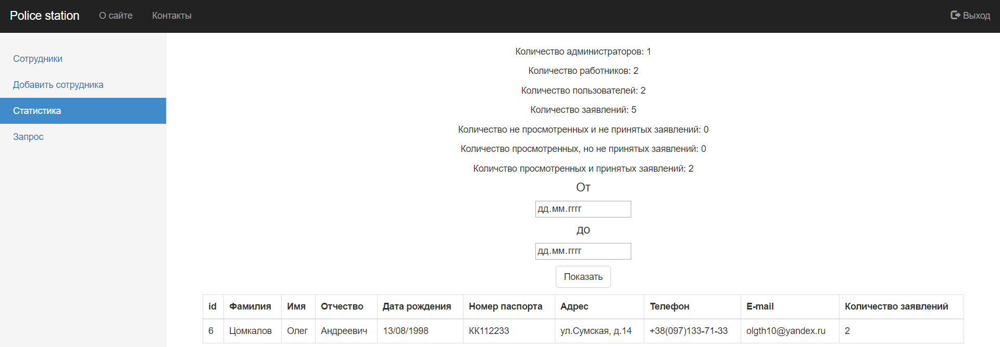 Police station О сайте Контакты Выход
Сотрудники
Добавить сотрудника
Статистика
Запрос
Количество администраторов: 1
Количество работников: 2
Количество пользователей: 2
Количество заявлений: 5
Количество не просмотренных и не принятых заявлений: 0
Количество просмотренных, но не принятых заявлений: 0
Количство просмотренных и принятых заявлений: 2
От
дд.мм.гггг
до
дд.мм.гггг
Показать
id Фамилия Имя Отчество Дата рождения Номер паспорта Адрес Телефон E-mail Количество заявлений
6 Цомкалов Олег Андреевич 13/08/1998 КК112233 ул.Сумская, д.14 +38(097)133-71-33 olgth10@yandex.ru 2